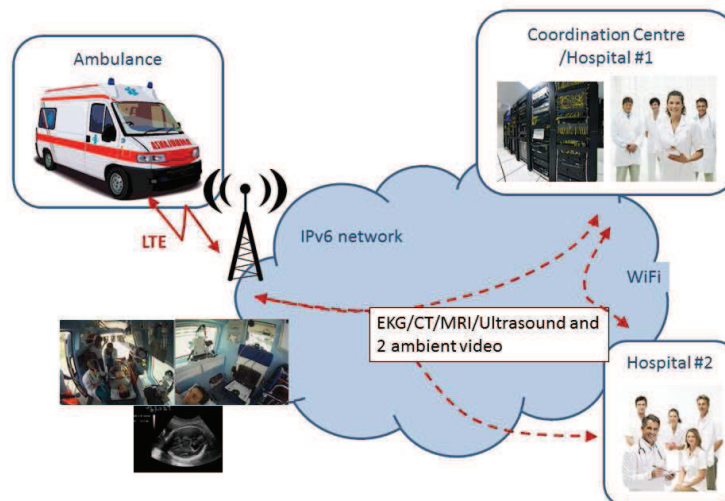 Ambulance
Coordination Centre
/Hospital #1
LTE
IPv6 network
WiFi
EKG/CT/MRI/Ultrasound and
2 ambient video
Hospital #2